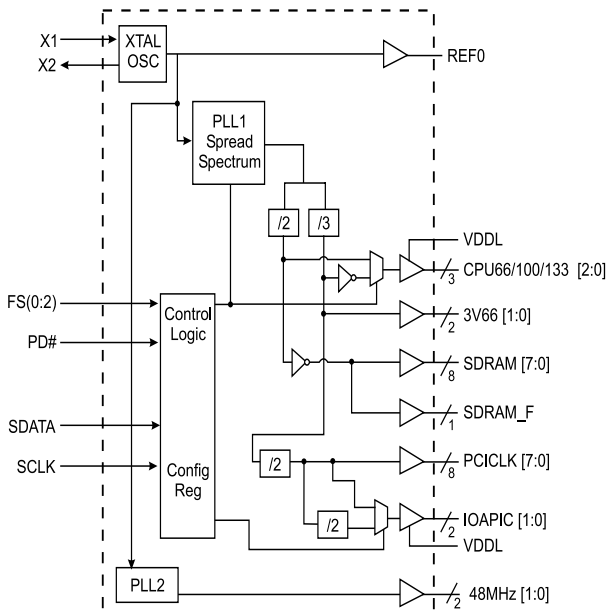 X1
X2
XTAL
OSC
REF0
PLL1
Spread
Spectrum
/2
/3
VDDL
CPU66/100/133 [2:0]
3
FS(0:2)
Control
Logic
3V66 [1:0]
2
PD#
SDRAM [7:0]
8
SDATA
SDRAM_F
1
SCLK
Config
Reg
/2
PCICLK [7:0]
8
/2
IOAPIC [1:0]
2
VDDL
PLL2
48MHz [1:0]
2